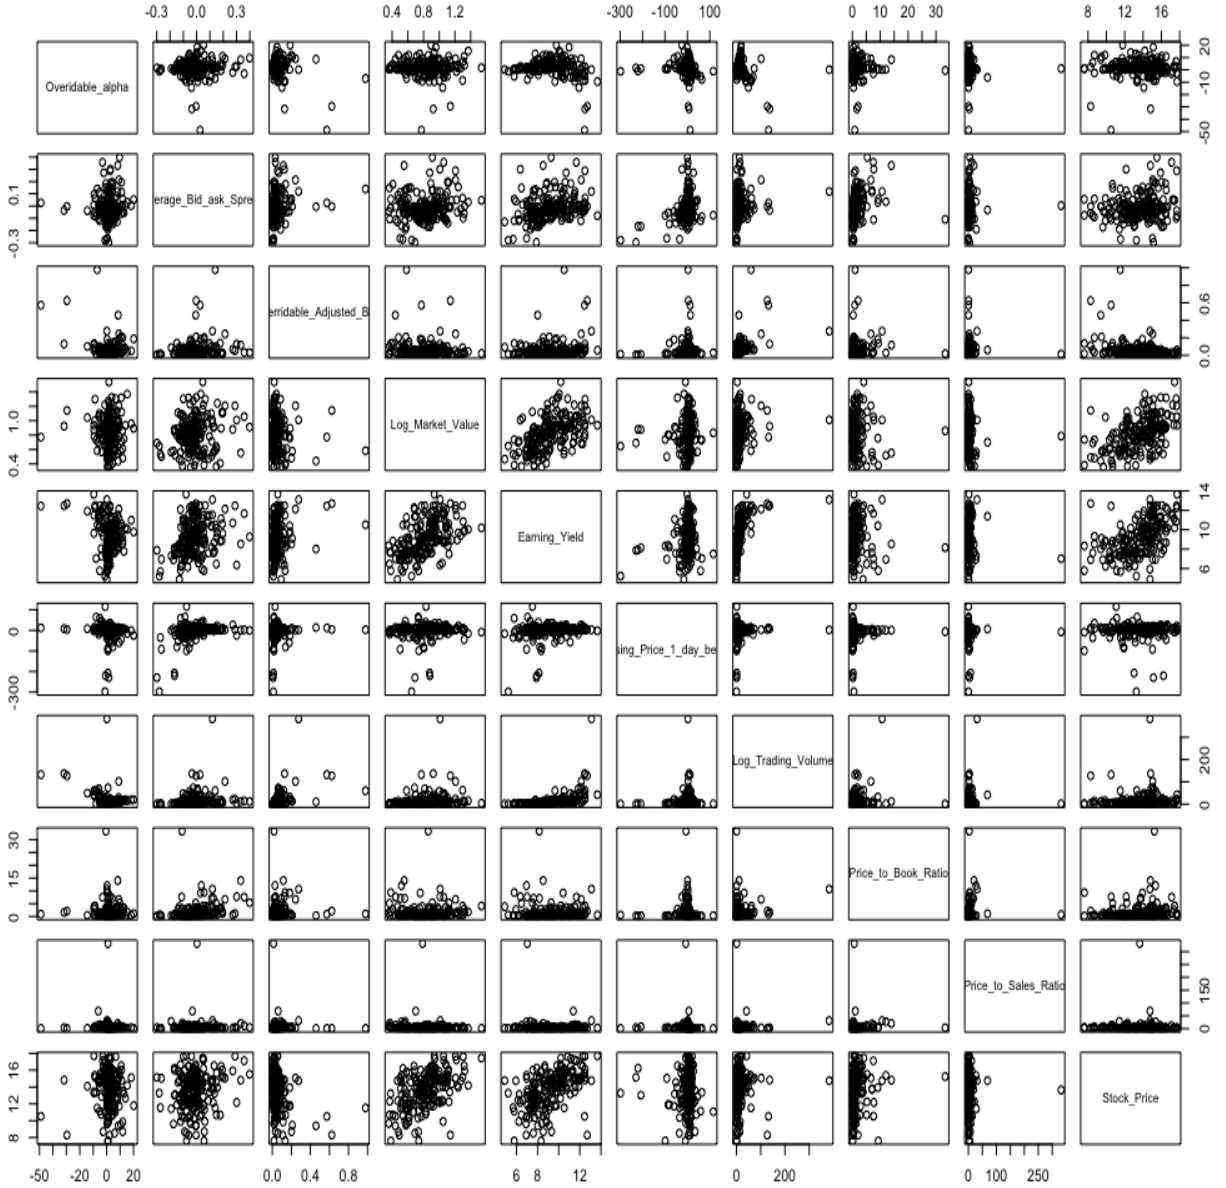 -0.3 0.0 0.3 0.4 0.8 1.2 -300 -100 100 0 10 20 30 8 12 16
Overidable_alpha
20
-10
-50
erage_Bid_ask_Spre
0.1
-0.3
erridable_Adjusted_B
0.6
0.0
Log_Market_Value
1.0
0.4
Earning_Yield
14
10
6
sing_Price_1_day_be
0
-300
Log_Trading_Volume
200
0
Price_to_Book_Ratio
30
15
0
Price_to_Sales_Ratio
150
0
Stock_Price
16
12
8
-50 -20 0 20 0.0 0.4 0.8 6 8 12 0 200 0 100 250